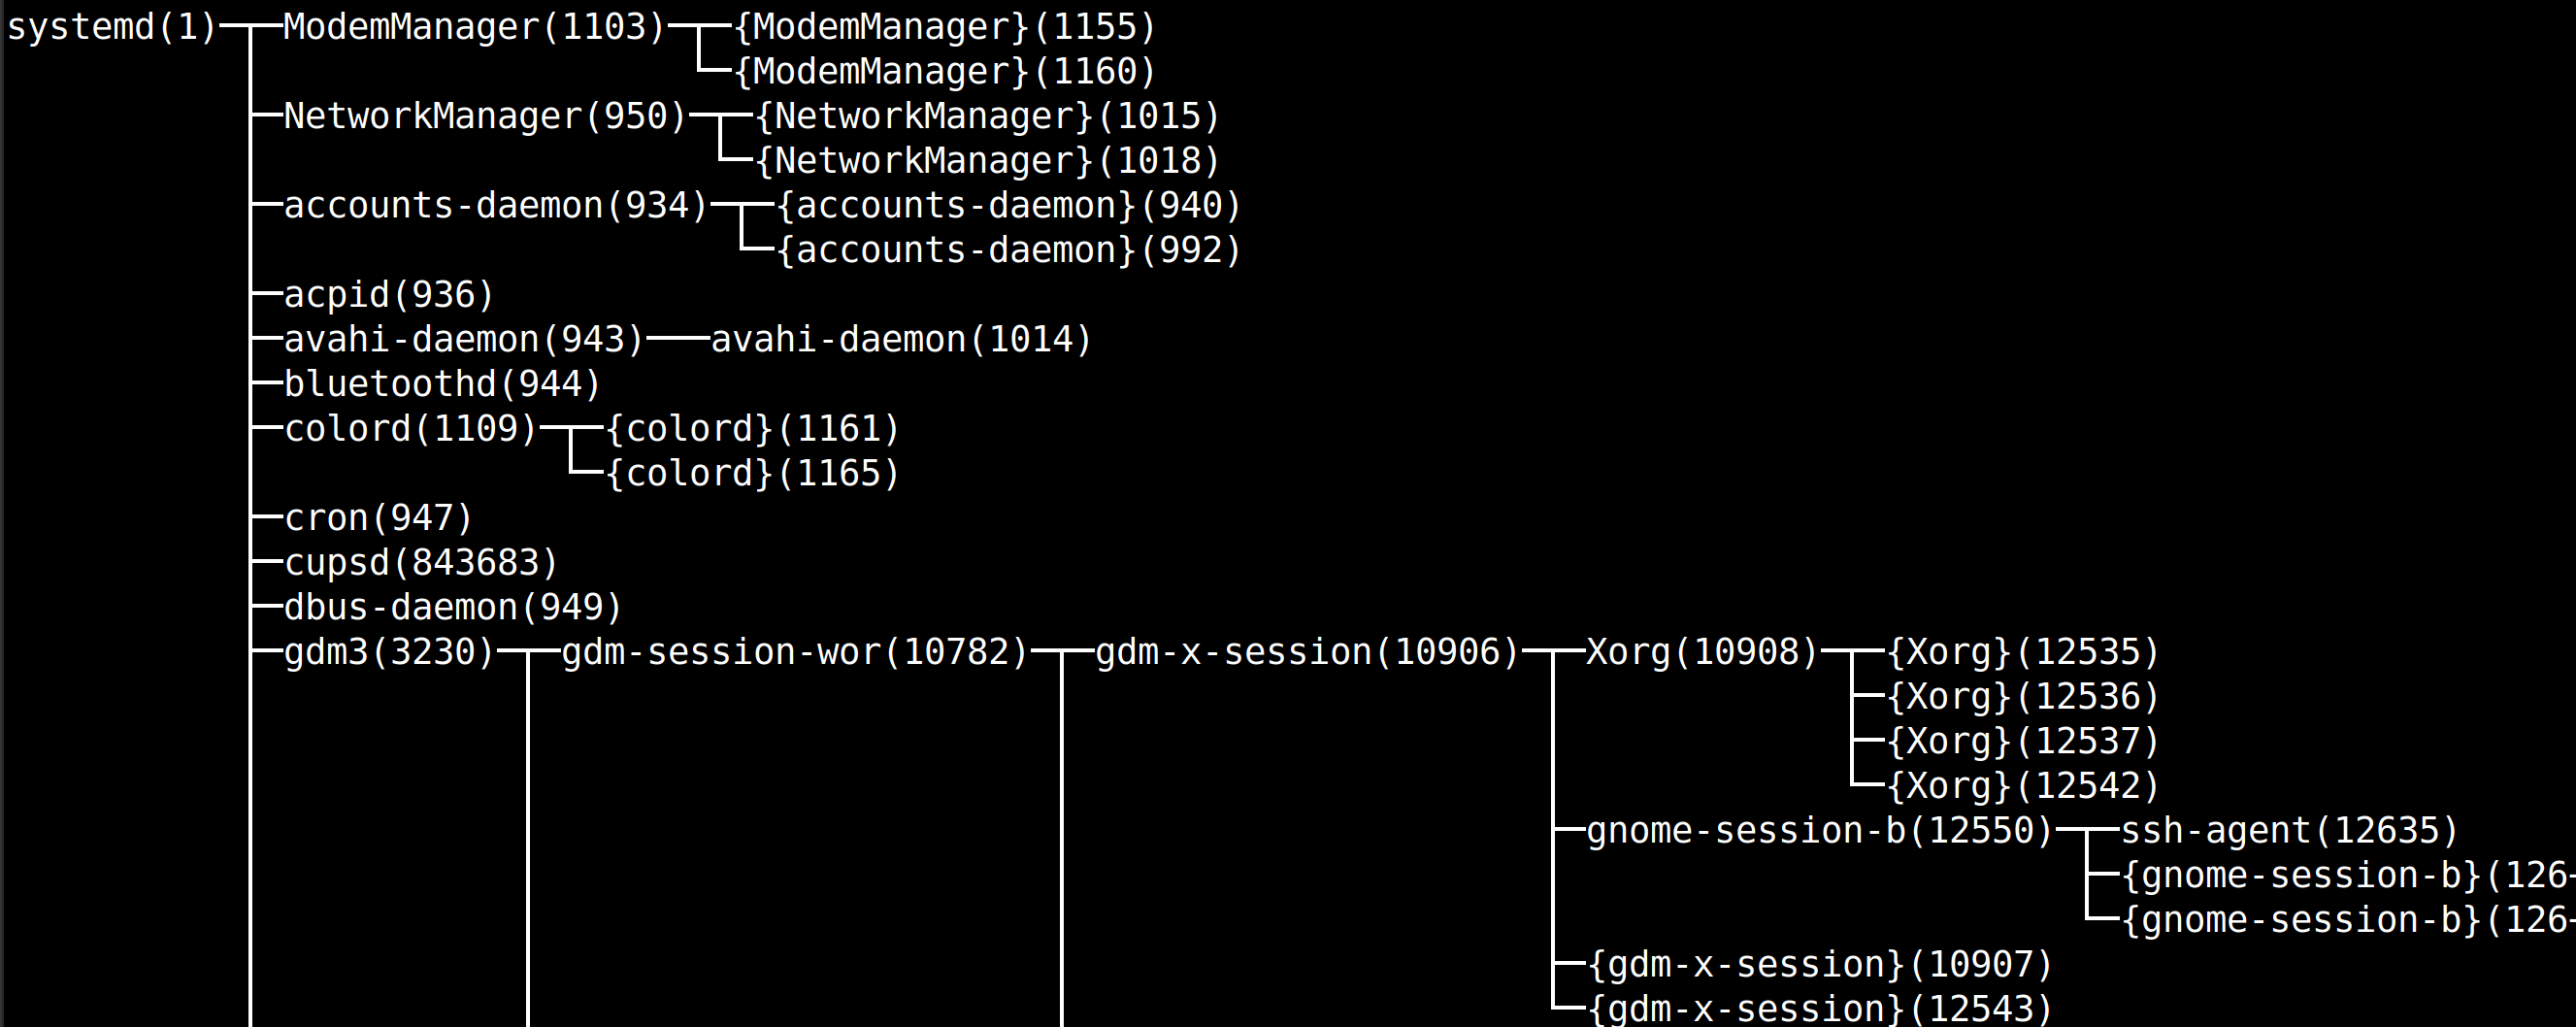 systemd(1)─┬─ModemManager(1103)─┬─{ModemManager}(1155)
           │                    └─{ModemManager}(1160)
           ├─NetworkManager(950)─┬─{NetworkManager}(1015)
           │                     └─{NetworkManager}(1018)
           ├─accounts-daemon(934)─┬─{accounts-daemon}(940)
           │                      └─{accounts-daemon}(992)
           ├─acpid(936)
           ├─avahi-daemon(943)───avahi-daemon(1014)
           ├─bluetoothd(944)
           ├─colord(1109)─┬─{colord}(1161)
           │              └─{colord}(1165)
           ├─cron(947)
           ├─cupsd(843683)
           ├─dbus-daemon(949)
           ├─gdm3(3230)─┬─gdm-session-wor(10782)─┬─gdm-x-session(10906)─┬─Xorg(10908)─┬─{Xorg}(12535)
           │            │                        │                      │             ├─{Xorg}(12536)
           │            │                        │                      │             ├─{Xorg}(12537)
           │            │                        │                      │             └─{Xorg}(12542)
           │            │                        │                      ├─gnome-session-b(12550)─┬─ssh-agent(12635)
           │            │                        │                      │                        ├─{gnome-session-b}(126
           │            │                        │                      │                        └─{gnome-session-b}(126
           │            │                        │                      ├─{gdm-x-session}(10907)
           │            │                        │                      └─{gdm-x-session}(12543)